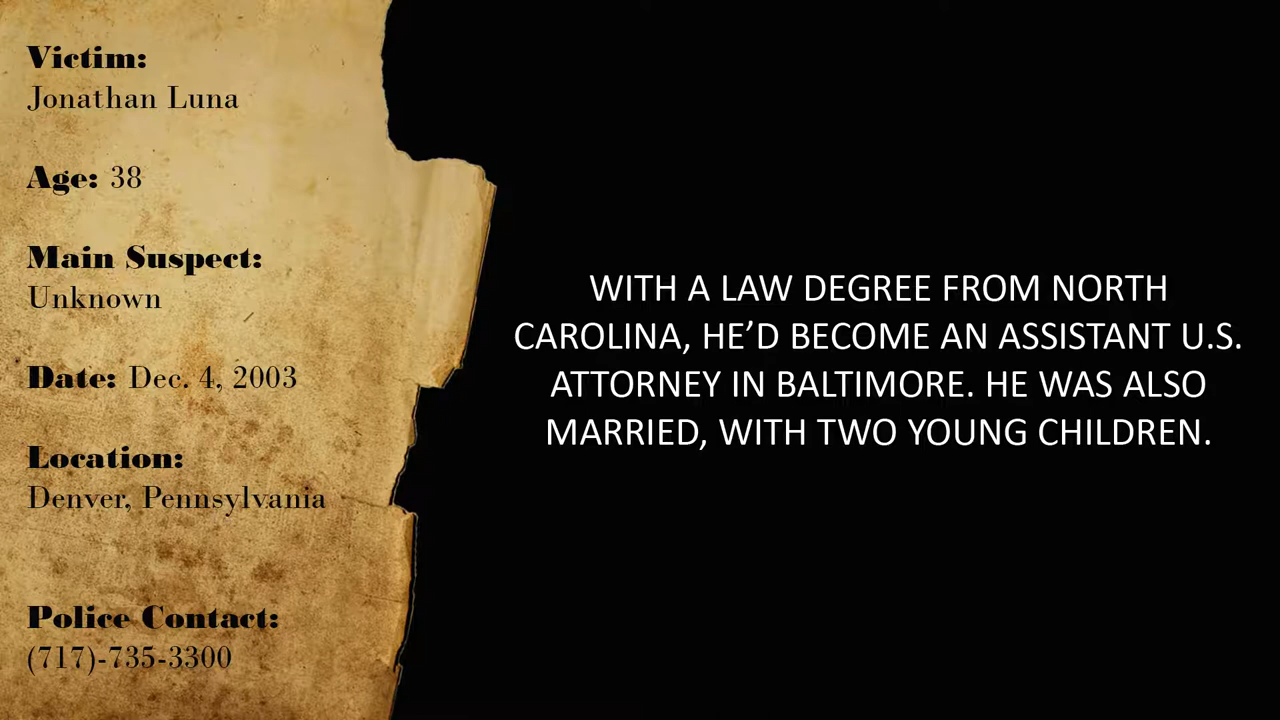 Victim:
Jonathan Luna
Age: 38
Main Suspect:
Unknown
Date: Dec. 4, 2003
Location:
Denver, Pennsylvania
Police Contact:
(717)-735-3300
WITH A LAW DEGREE FROM NORTH
CAROLINA, HE’D BECOME AN ASSISTANT U.S.
ATTORNEY IN BALTIMORE. HE WAS ALSO
MARRIED, WITH TWO YOUNG CHILDREN.